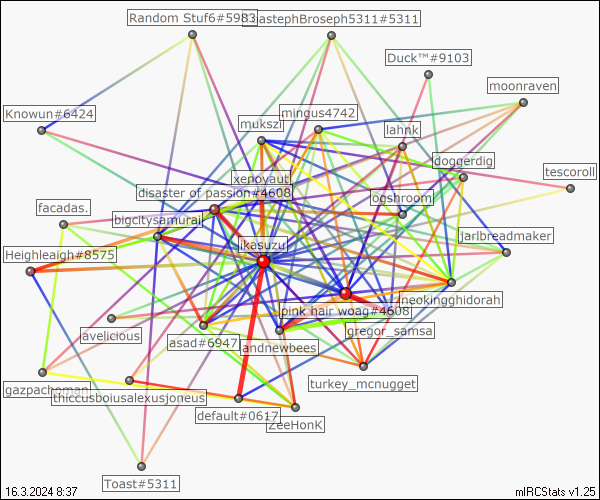 Random Stuf6#5983
astephBroseph5311#5311
Duck™#9103
moonraven
Knowun#6424
mukszi
mingus4742
lahnk
doggerdig
tescoroll
xenovaut
disaster of passion#4608
ogshroom
facadas.
bigcitysamurai
ikasuzu
jarlbreadmaker
Heighleaigh#8575
neokingghidorah
pink hair woag#4608
avelicious
asad#6947
andnewbees
gregor_samsa
turkey_mcnugget
gazpachoman
thiccusboiusalexusjoneus
default#0617
ZeeHonK
Toast#5311
16.3.2024 8:37
mIRCStats v1.25